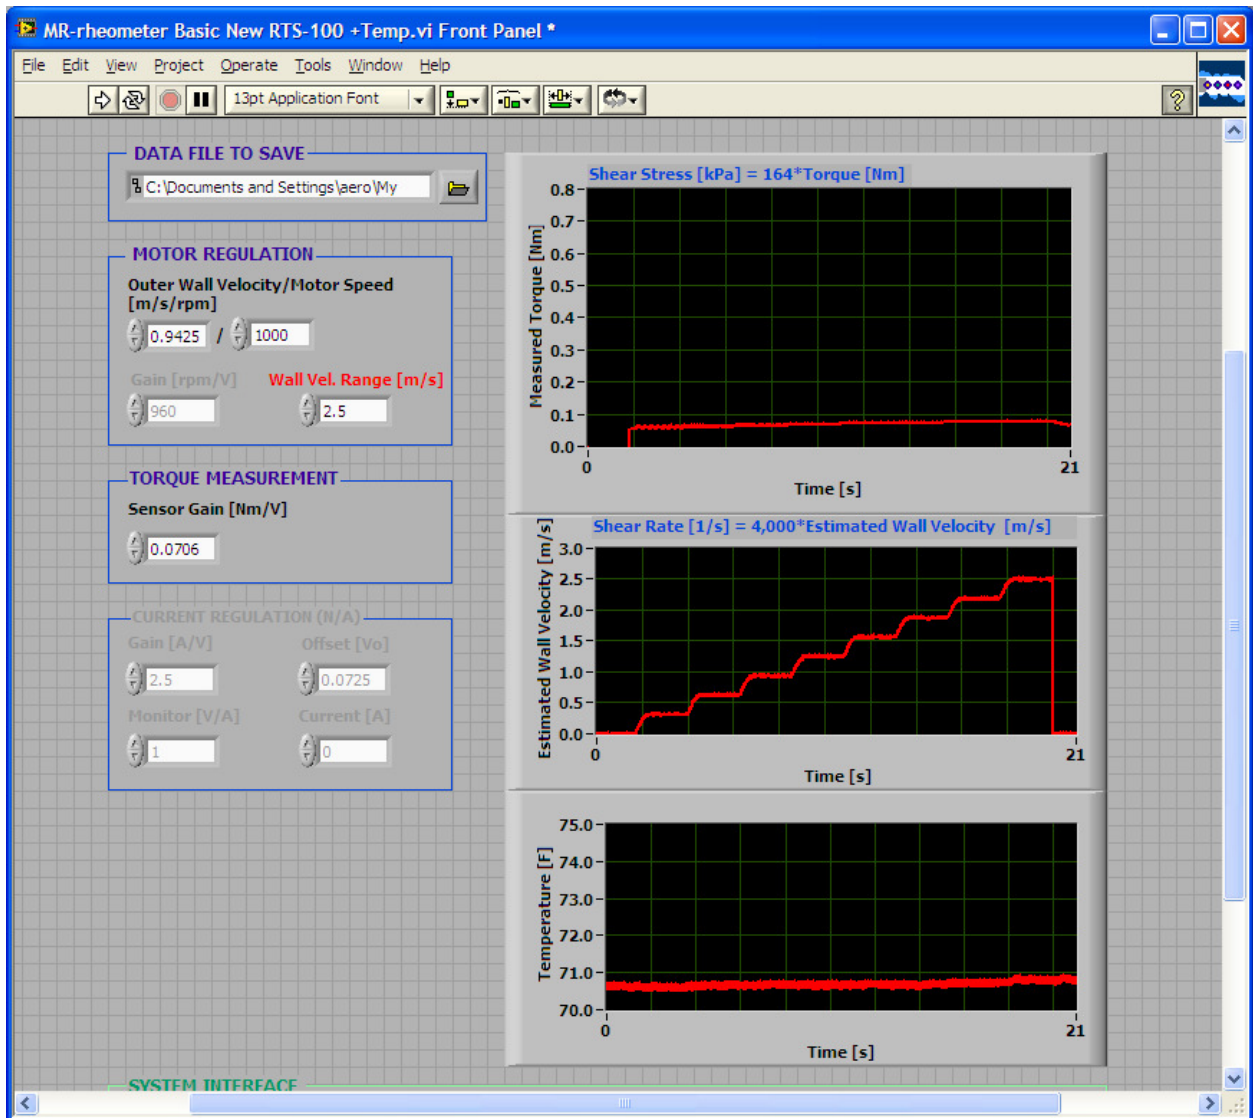 MR-rheometer Basic New RTS-100 +Temp.vi Front Panel *
File Edit View Project Operate Tools Window Help
13pt Application Font
DATA FILE TO SAVE
C:\Documents and Settings\aero\My
MOTOR REGULATION
Outer Wall Velocity/Motor Speed
[m/s/rpm]
0.9425 / 1000
Gain [rpm/V] Wall Vel. Range [m/s]
960 2.5
TORQUE MEASUREMENT
Sensor Gain [Nm/V]
0.0706
CURRENT REGULATION (N/A)
Gain [A/V] Offset [Vo]
2.5 0.0725
Monitor [V/A] Current [A]
1 0
Shear Stress [kPa] = 164*Torque [Nm]
Measured Torque [Nm]
0.8
0.7
0.6
0.5
0.4
0.3
0.2
0.1
0.0
0 21
Time [s]
Shear Rate [1/s] = 4,000*Estimated Wall Velocity [m/s]
Estimated Wall Velocity [m/s]
3.0
2.5
2.0
1.5
1.0
0.5
0.0
0 21
Time [s]
Temperature [F]
75.0
74.0
73.0
72.0
71.0
70.0
0 21
Time [s]
SYSTEM INTERFACE